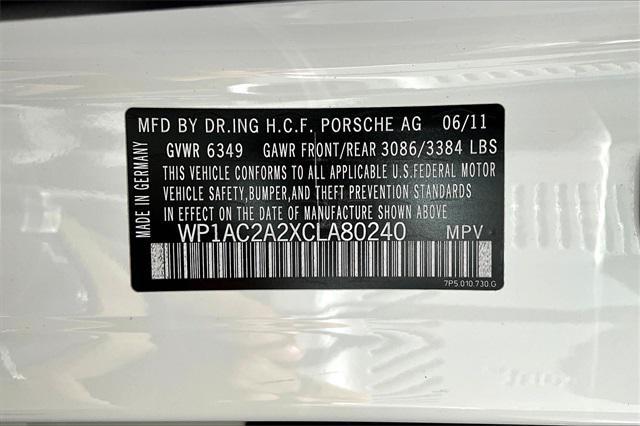 MFD BY DR.ING H.C.F. PORSCHE AG 06/11
GVWR 6349 GAWR FRONT/REAR 3086/3384 LBS
THIS VEHICLE CONFORMS TO ALL APPLICABLE U.S.FEDERAL MOTOR
VEHICLE SAFETY,BUMPER,AND THEFT PREVENTION STANDARDS
IN EFFECT ON THE DATE OF MANUFACTURE SHOWN ABOVE
WP1AC2A2XCLA80240 MPV
7P5.010.730.G
MADE IN GERMANY